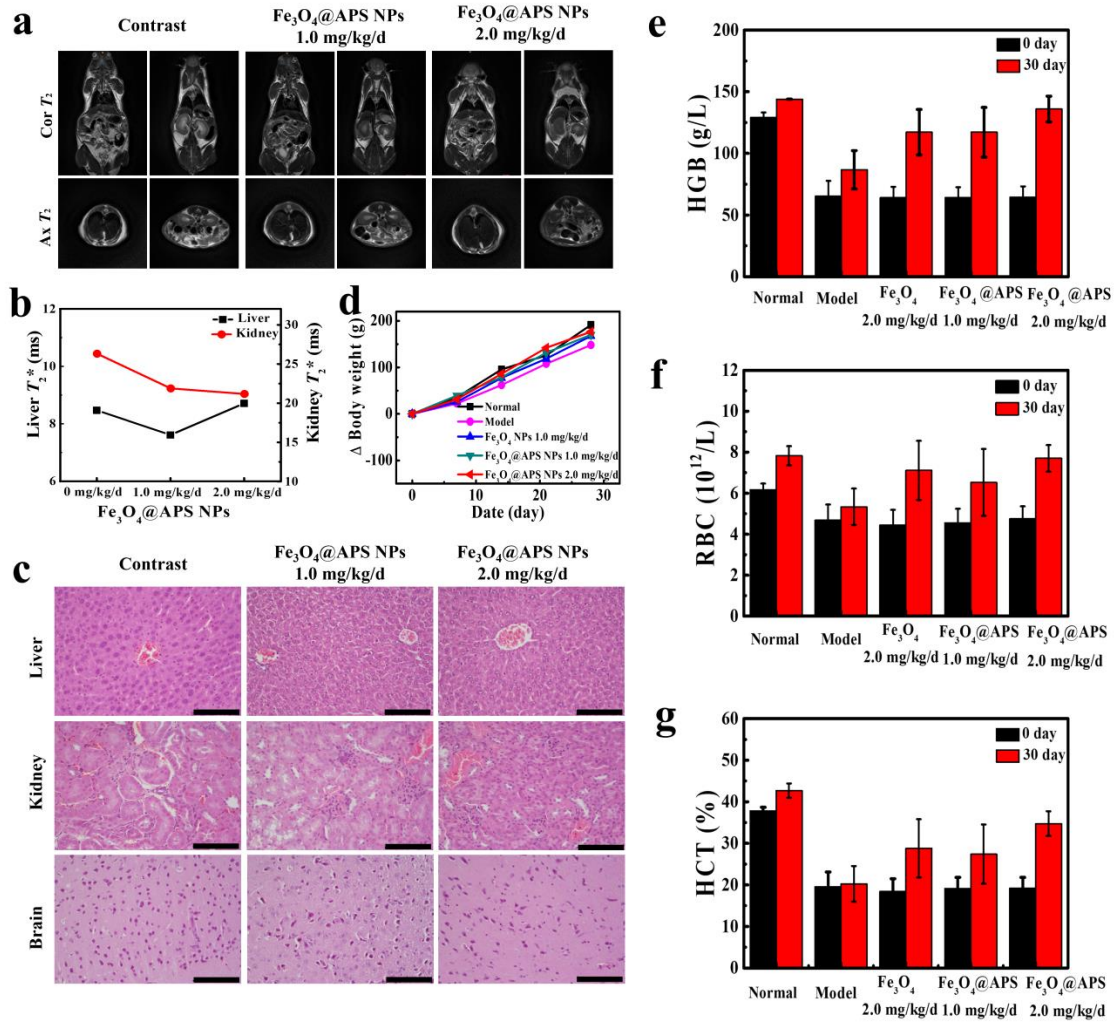 a
Contrast
Fe₃O₄@APS NPs
1.0 mg/kg/d
Fe₃O₄@APS NPs
2.0 mg/kg/d
Cor T₂
Ax T₂
b
12
10
8
6
Liver T₂* (ms)
Liver
Kidney
30
25
20
15
10
Kidney T₂* (ms)
0 mg/kg/d
1.0 mg/kg/d
2.0 mg/kg/d
Fe₃O₄@APS NPs
d
200
100
0
-100
Δ Body weight (g)
Normal
Model
Fe₃O₄ NPs 1.0 mg/kg/d
Fe₃O₄@APS NPs 1.0 mg/kg/d
Fe₃O₄@APS NPs 2.0 mg/kg/d
0
10
20
30
Date (day)
c
Contrast
Fe₃O₄@APS NPs
1.0 mg/kg/d
Fe₃O₄@APS NPs
2.0 mg/kg/d
Liver
Kidney
Brain
e
200
150
100
50
0
HGB (g/L)
0 day
30 day
Normal
Model
Fe₃O₄
2.0 mg/kg/d
Fe₃O₄ @APS
1.0 mg/kg/d
Fe₃O₄@APS
2.0 mg/kg/d
f
12
10
8
6
4
2
0
RBC (10¹²/L)
0 day
30 day
Normal
Model
Fe₃O₄
2.0 mg/kg/d
Fe₃O₄@APS
1.0 mg/kg/d
Fe₃O₄@APS
2.0 mg/kg/d
g
60
50
40
30
20
10
0
HCT (%)
0 day
30 day
Normal
Model
Fe₃O₄
2.0 mg/kg/d
Fe₃O₄@APS
1.0 mg/kg/d
Fe₃O₄@APS
2.0 mg/kg/d